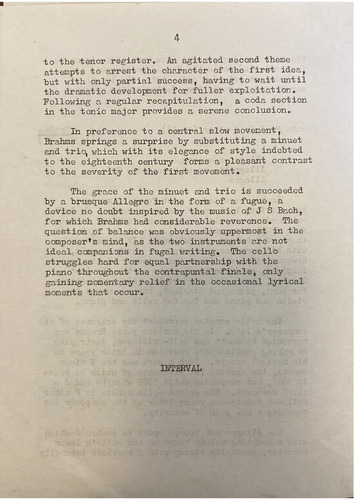 4
to the tenor register. An agitated second theme
attempts to arrest the character of the first idea,
but with only partial success, having to wait until
the dramatic development for fuller exploitation.
Following a regular recapitulation, a coda section
in the tonic major provides a serene conclusion.
In preference to a central slow movement,
Brahms springs a surprise by substituting a minuet
and trio, which with its elegance of style indebted
to the eighteenth century forms a pleasant contrast
to the severity of the first movement.
The grace of the minuet and trio is succeeded
by a brusque Allegro in the form of a fugue, a
device no doubt inspired by the music of J S Bach,
for which Brahms had considerable reverence. The
question of balance was obviously uppermost in the
composer's mind, as the two instruments are not
ideal companions in fugal writing. The cello
struggles hard for equal partnership with the
piano throughout the contrapuntal finale, only
gaining momentary relief in the occasional lyrical
moments that occur.
INTERVAL